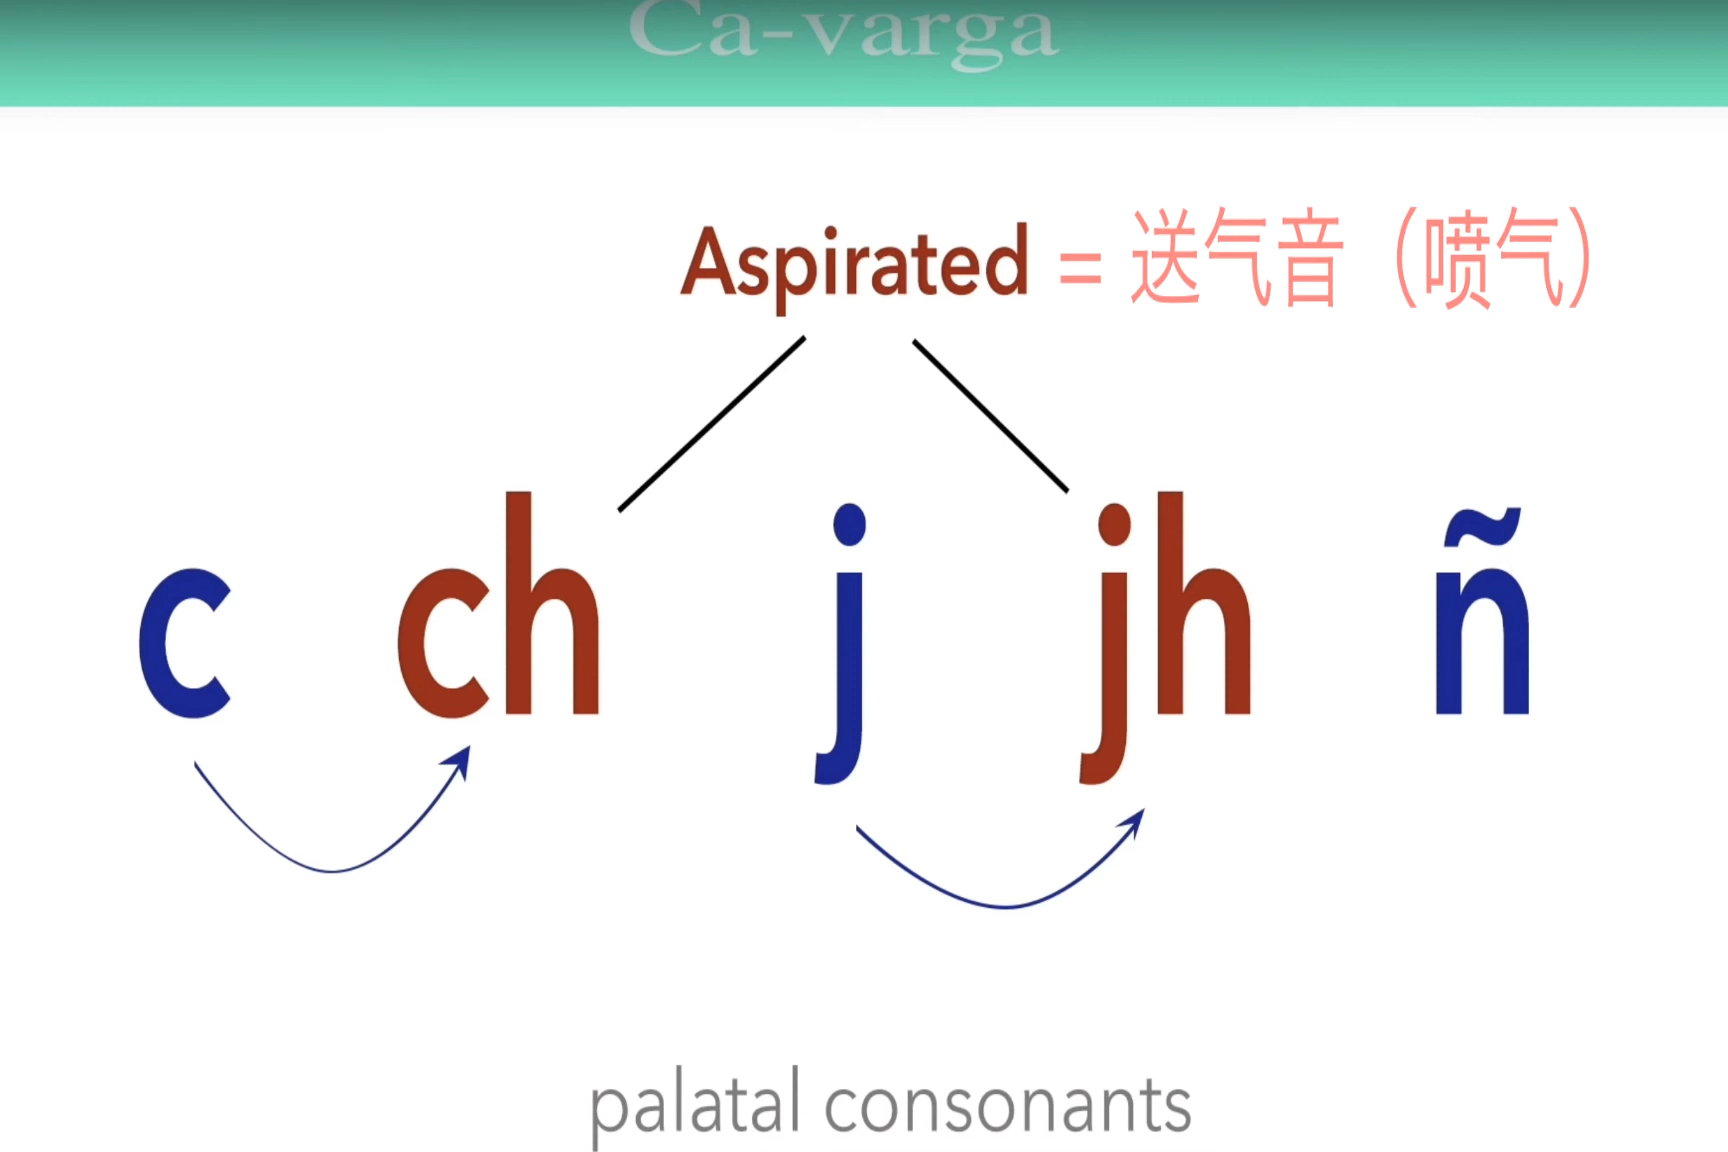 Ca-varga
Aspirated = 送气音（喷气）
c ch j jh ñ
palatal consonants